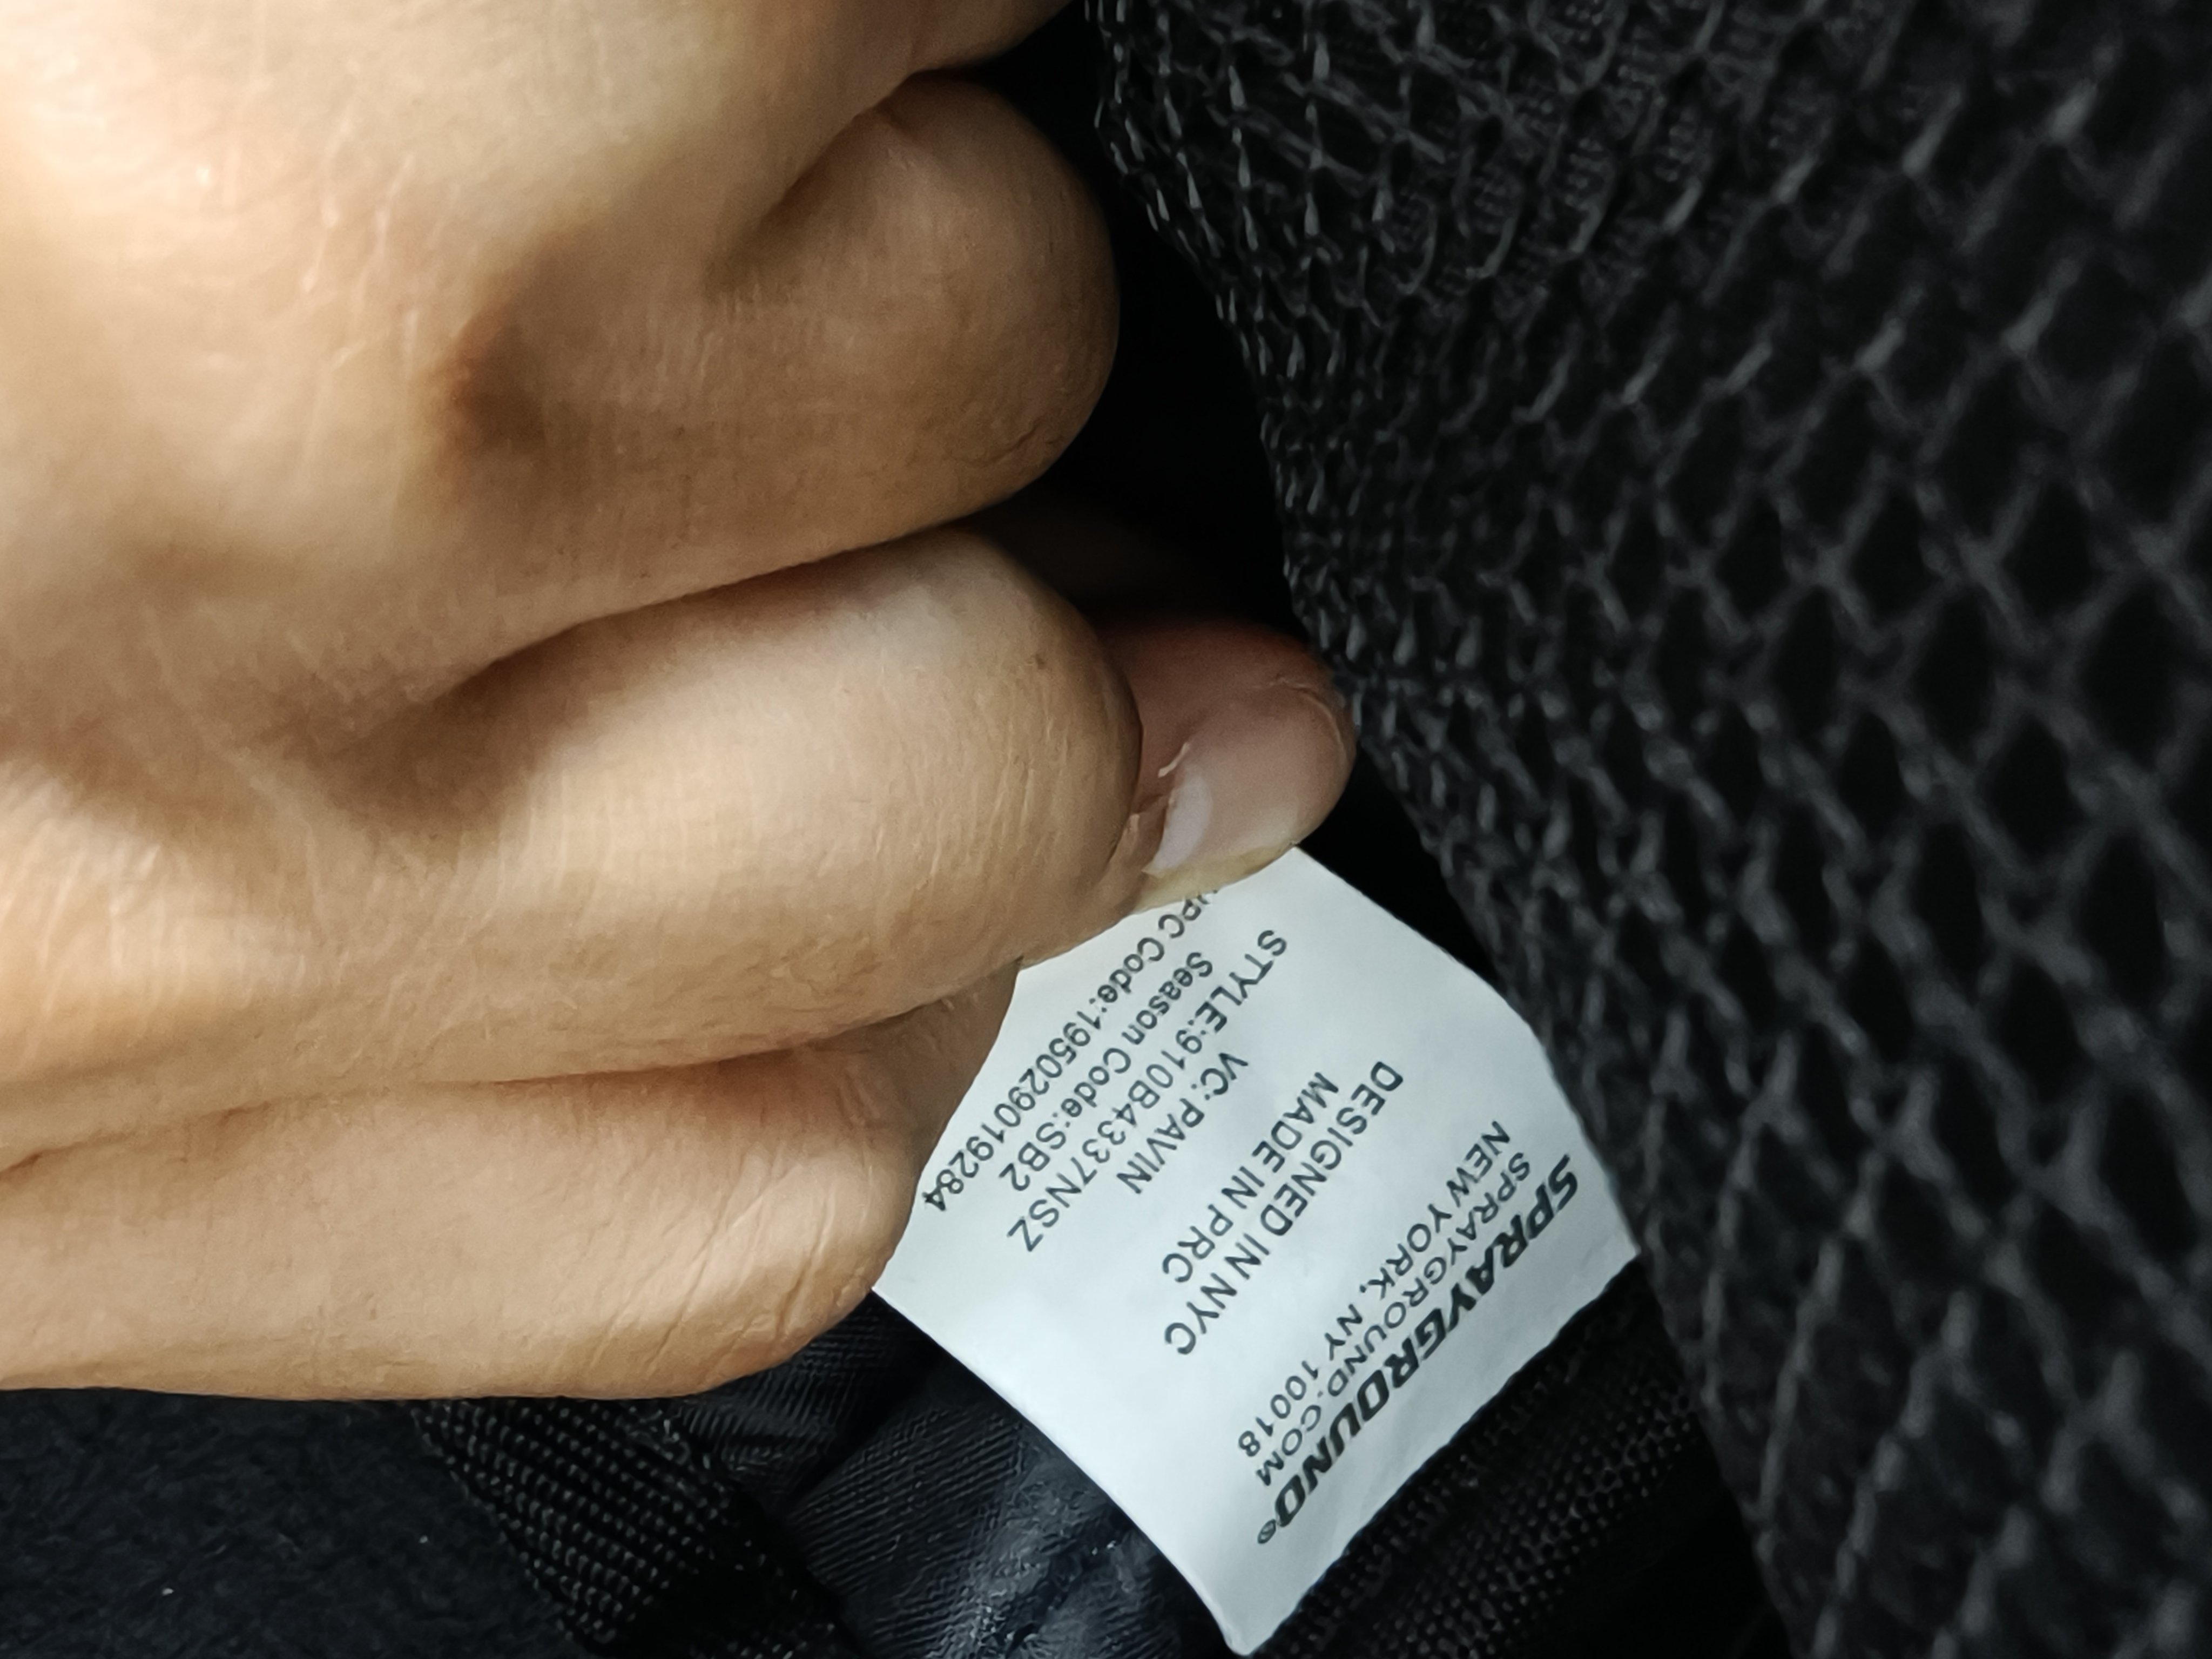 SPRAYGROUND®
SPRAYGROUND.COM
NEW YORK, NY 10018
DESIGNED IN NYC
MADE IN PRC
VC: PAVIN
STYLE:910B4337NSZ
Season Code:SB2
UPC Code:195029019284